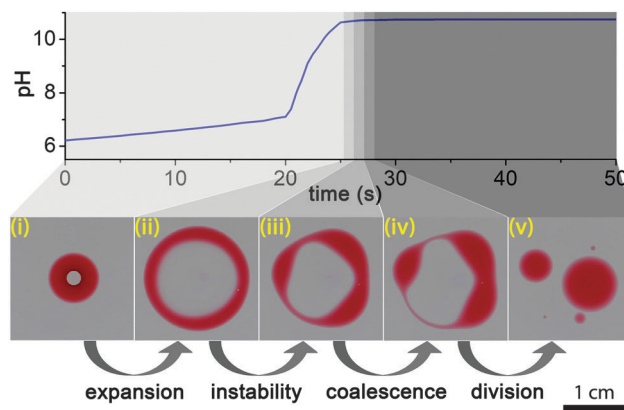 10
8
6
pH
0 10 20 30 40 50
time (s)
(i) (ii) (iii) (iv) (v)
expansion instability coalescence division
1 cm